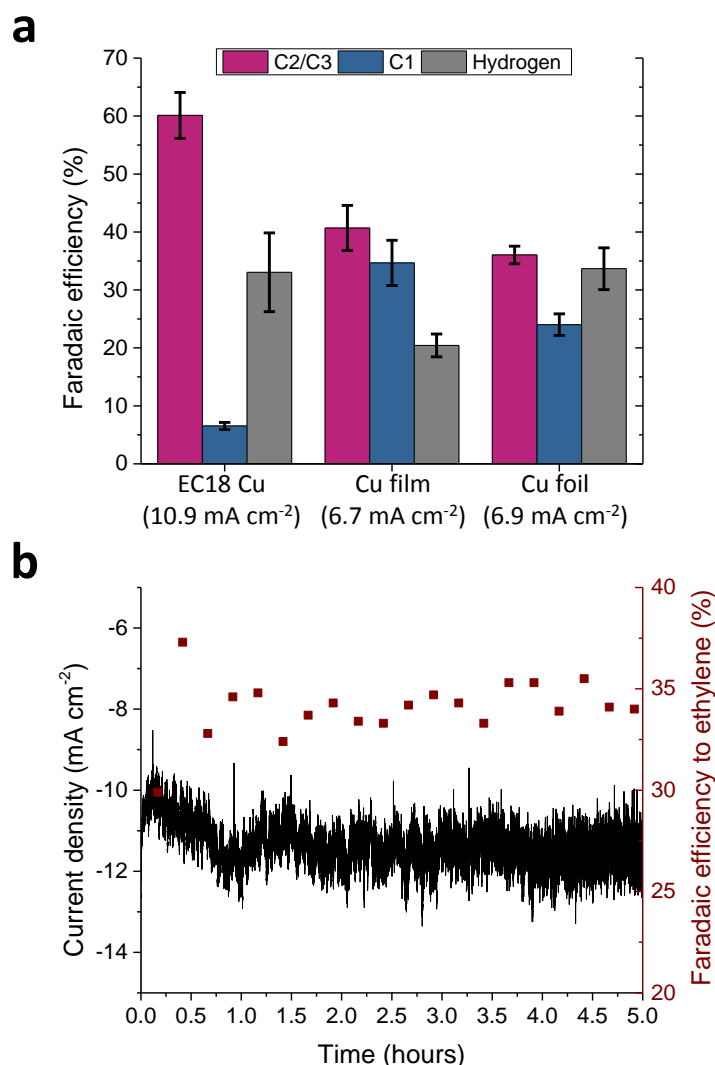 a
C2/C3 C1 Hydrogen
Faradaic efficiency (%)
70
60
50
40
30
20
10
0
EC18 Cu Cu film Cu foil
(10.9 mA cm-2) (6.7 mA cm-2) (6.9 mA cm-2)
b
Current density (mA cm-2)
-6
-8
-10
-12
-14
Faradaic efficiency to ethylene (%)
40
35
30
25
20
0.0 0.5 1.0 1.5 2.0 2.5 3.0 3.5 4.0 4.5 5.0
Time (hours)